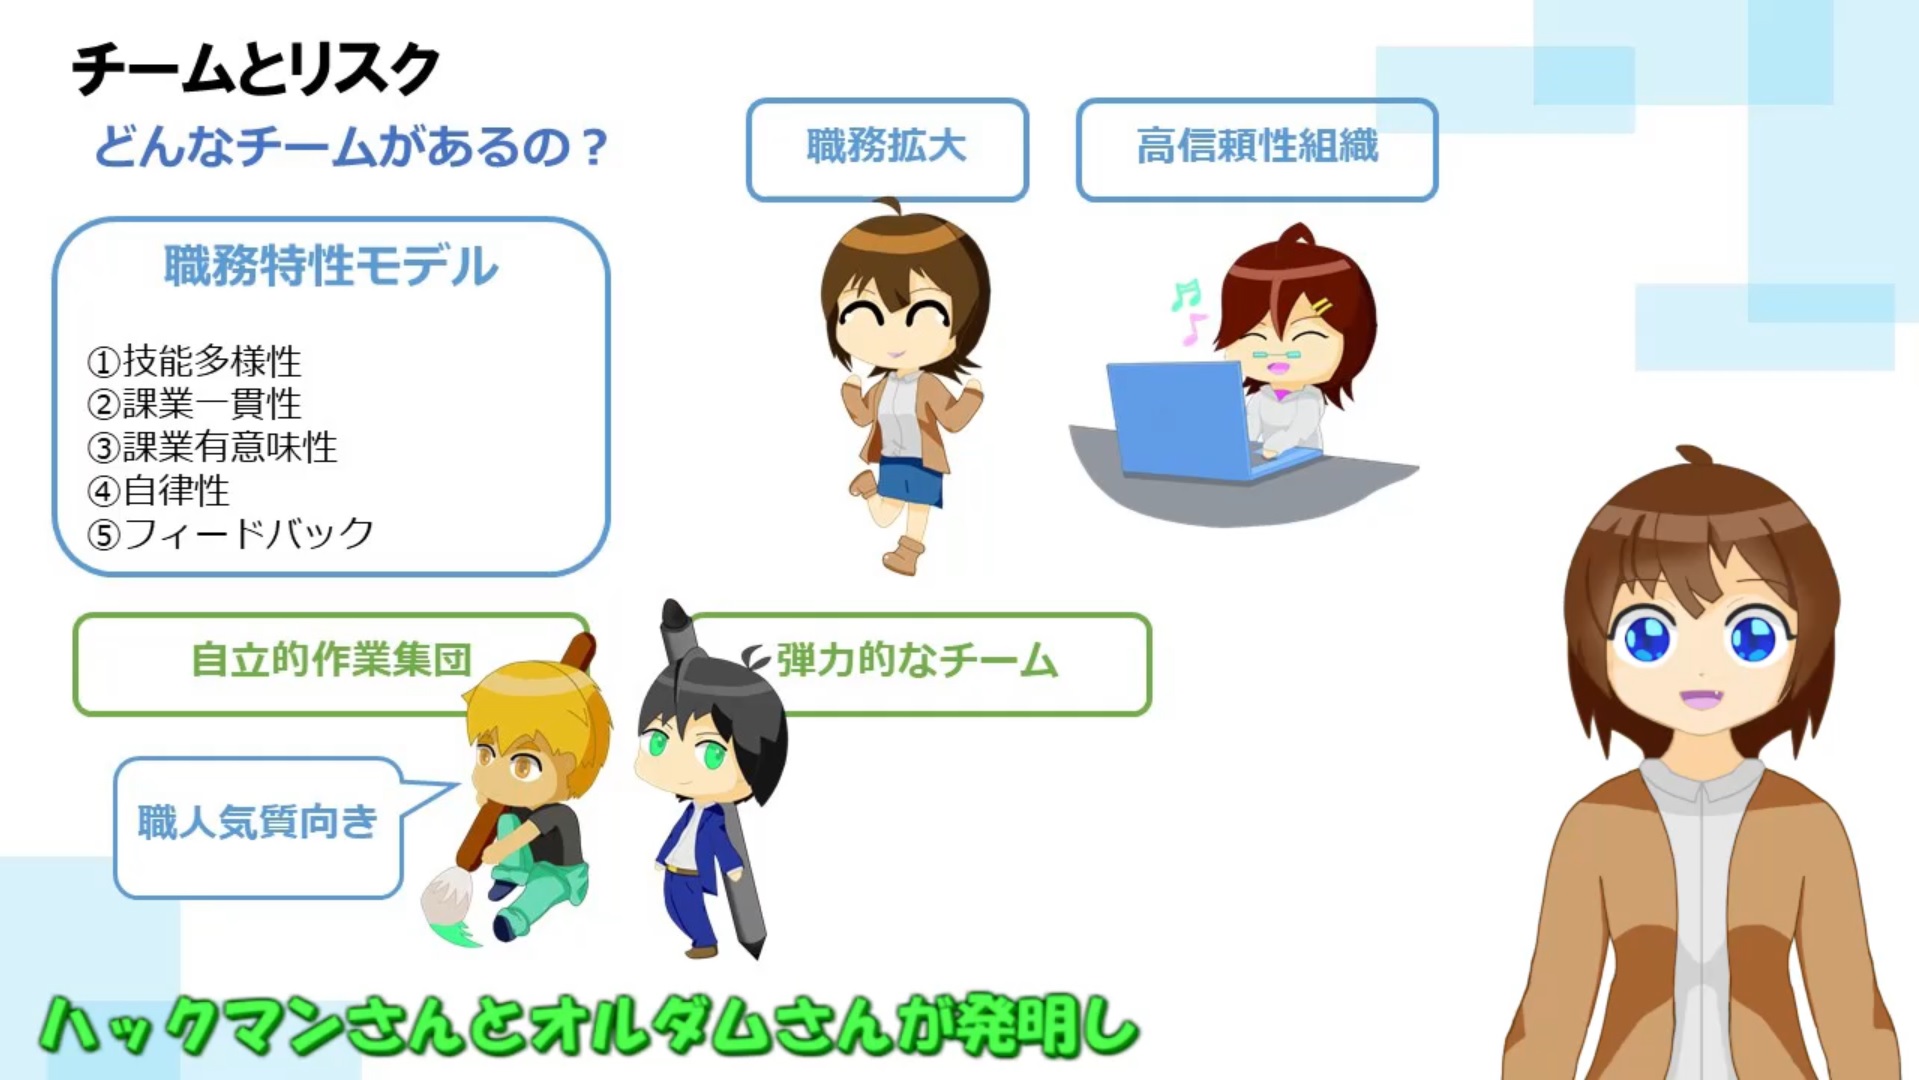 チームとリスク
どんなチームがあるの？
職務拡大
高信頼性組織
職務特性モデル
①技能多様性
②課業一貫性
③課業有意味性
④自律性
⑤フィードバック
自立的作業集団
弾力的なチーム
職人気質向き
ハックマンさんとオルダムさんが発明し